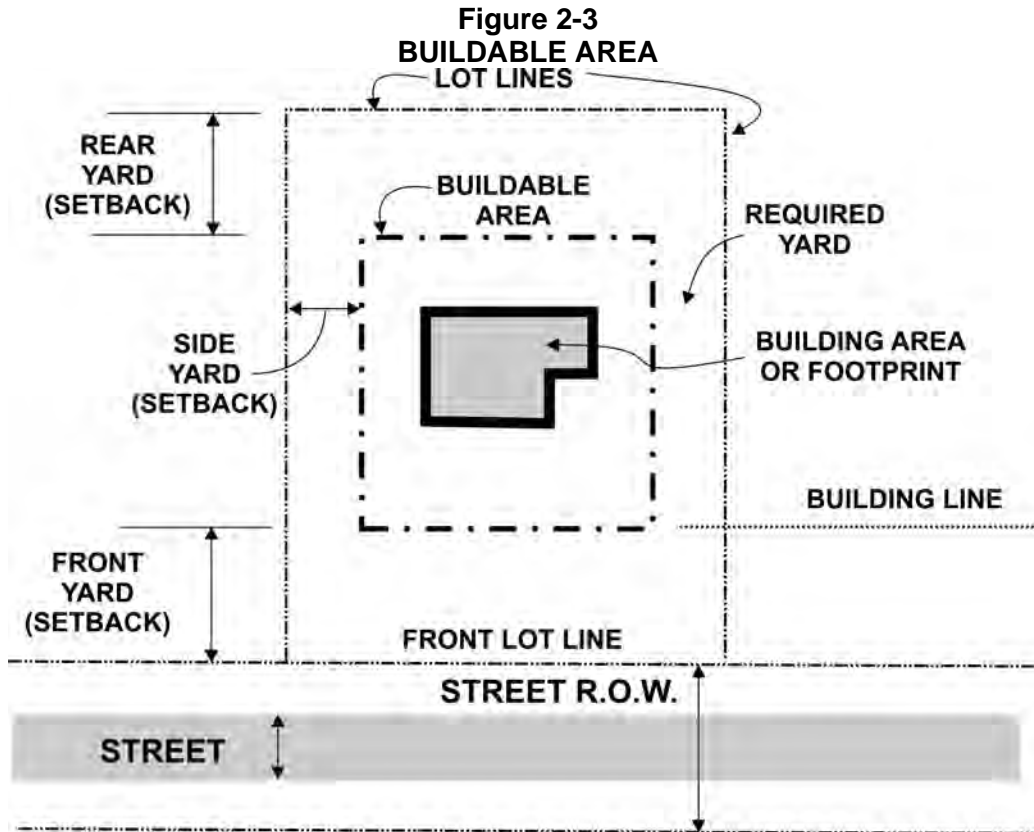 Figure 2-3
BUILDABLE AREA
LOT LINES
REAR
YARD
(SETBACK)
BUILDABLE
AREA
REQUIRED
YARD
SIDE
YARD
(SETBACK)
BUILDING AREA
OR FOOTPRINT
BUILDING LINE
FRONT
YARD
(SETBACK)
FRONT LOT LINE
STREET R.O.W.
STREET